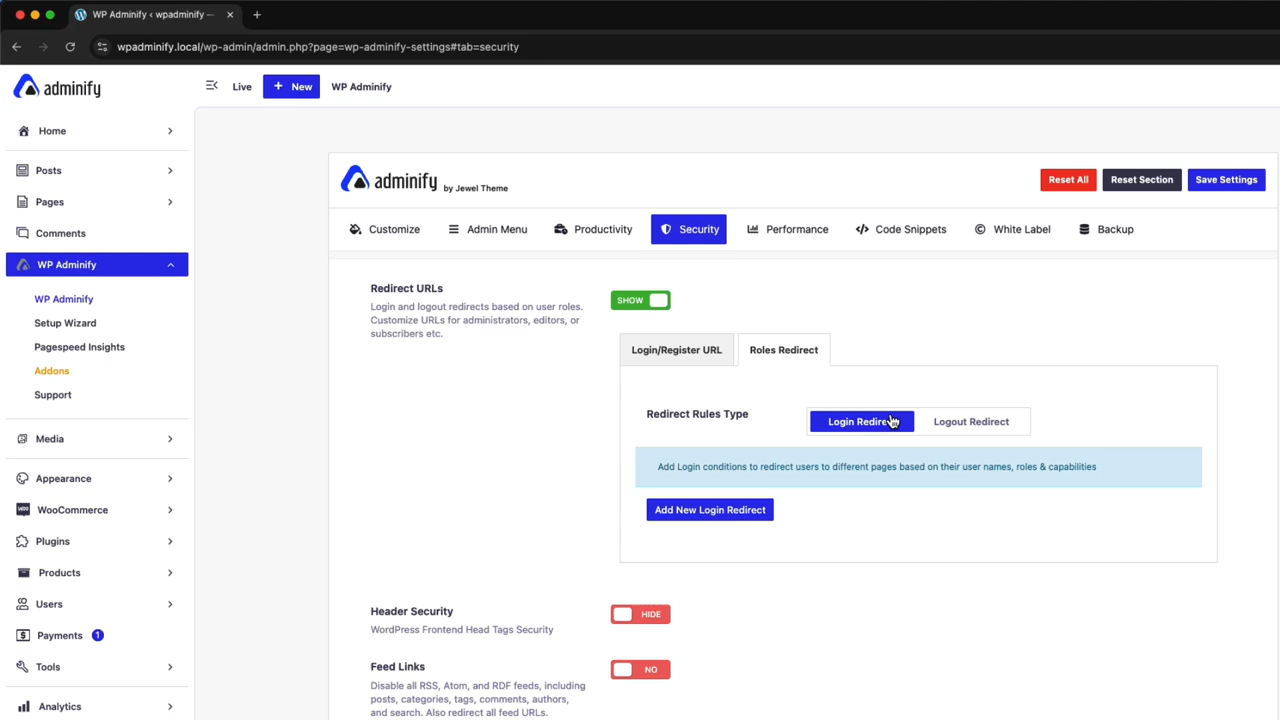 WP Adminify ‹ wpadminify —
wpadminify.local/wp-admin/admin.php?page=wp-adminify-settings#tab=security
adminify
Live
+ New
WP Adminify
Home
Posts
Pages
Comments
WP Adminify
WP Adminify
Setup Wizard
Pagespeed Insights
Addons
Support
Media
Appearance
WooCommerce
Plugins
Products
Users
Payments 1
Tools
Analytics
adminify by Jewel Theme
Reset All
Reset Section
Save Settings
Customize
Admin Menu
Productivity
Security
Performance
Code Snippets
White Label
Backup
Redirect URLs
Login and logout redirects based on user roles.
Customize URLs for administrators, editors, or
subscribers etc.
SHOW
Login/Register URL
Roles Redirect
Redirect Rules Type
Login Redirect
Logout Redirect
Add Login conditions to redirect users to different pages based on their user names, roles & capabilities
Add New Login Redirect
Header Security
WordPress Frontend Head Tags Security
HIDE
Feed Links
Disable all RSS, Atom, and RDF feeds, including
posts, categories, tags, comments, authors,
and search. Also redirect all feed URLs.
NO